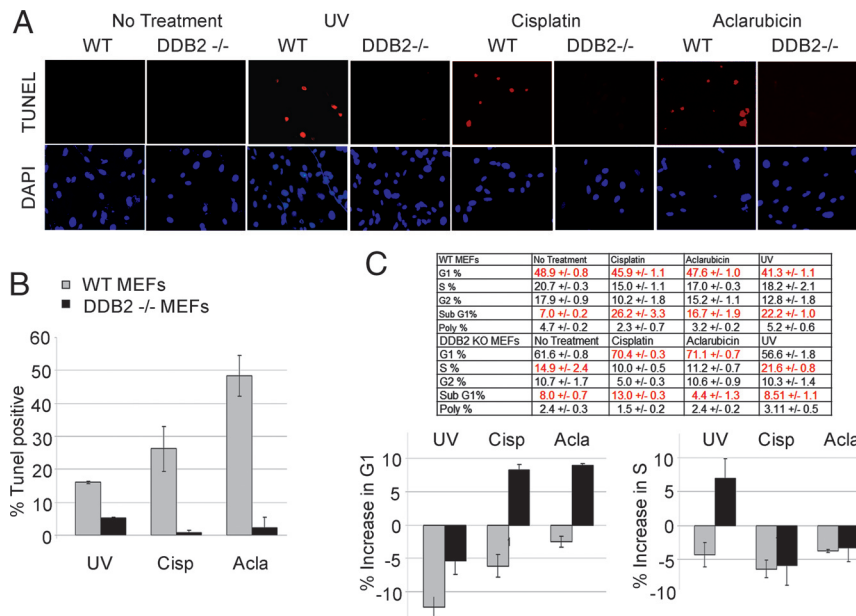 A
No Treatment UV Cisplatin Aclarubicin
WT DDB2 -/- WT DDB2-/- WT DDB2-/- WT DDB2-/-
TUNEL
DAPI
B
WT MEFs
DDB2 -/- MEFs
% Tunel positive
60
50
40
30
20
10
0
UV Cisp Acla
C
WT MEFs No Treatment Cisplatin Aclarubicin UV
G1 % 48.9 +/- 0.8 45.9 +/- 1.1 47.6 +/- 1.0 41.3 +/- 1.1
S % 20.7 +/- 0.3 15.0 +/- 1.1 17.0 +/- 0.3 18.2 +/- 2.1
G2 % 17.9 +/- 0.9 10.2 +/- 1.8 15.2 +/- 1.1 12.8 +/- 1.8
Sub G1% 7.0 +/- 0.2 26.2 +/- 3.3 16.7 +/- 1.9 22.2 +/- 1.0
Poly % 4.7 +/- 0.2 2.3 +/- 0.7 3.2 +/- 0.2 5.2 +/- 0.6
DDB2 KO MEFs No Treatment Cisplatin Aclarubicin UV
G1 % 61.6 +/- 0.8 70.4 +/- 0.3 71.1 +/- 0.7 56.6 +/- 1.8
S % 14.9 +/- 2.4 10.0 +/- 0.5 11.2 +/- 0.7 21.6 +/- 0.8
G2 % 10.7 +/- 1.7 5.0 +/- 0.3 10.6 +/- 0.9 10.3 +/- 1.4
Sub G1% 8.0 +/- 0.7 13.0 +/- 0.3 4.4 +/- 1.3 8.51 +/- 1.1
Poly % 2.4 +/- 0.3 1.5 +/- 0.2 2.4 +/- 0.2 3.11 +/- 0.5
UV Cisp Acla
% Increase in G1
10
5
0
-5
-10
UV Cisp Acla
% Increase in S
10
5
0
-5
-10